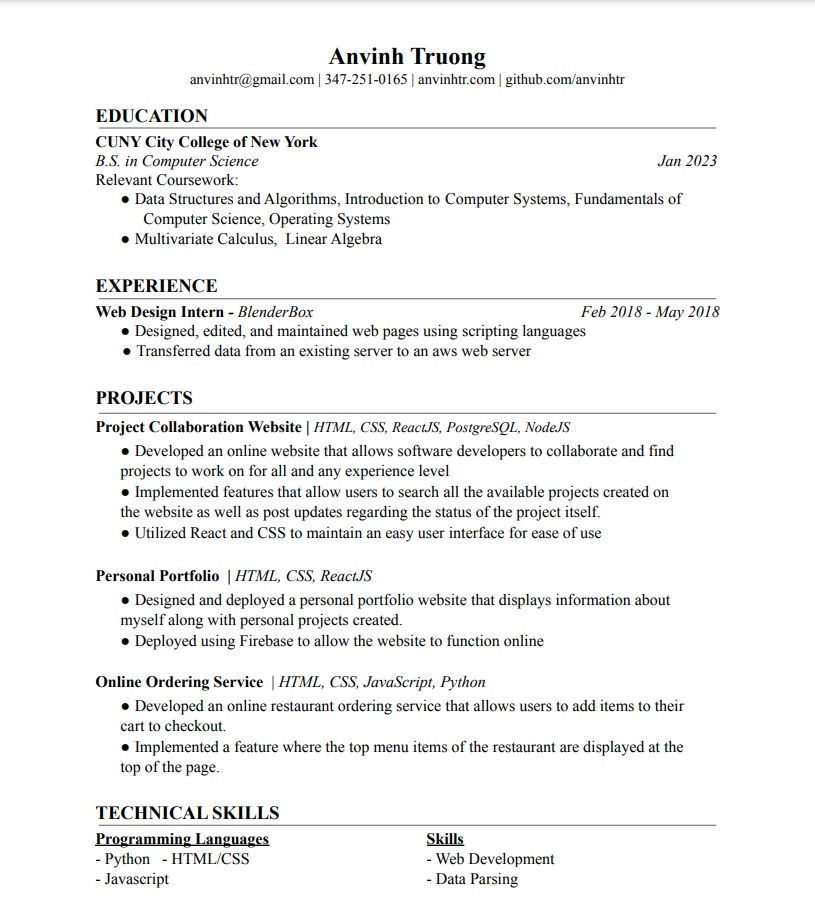 Anvinh Truong
anvinhtr@gmail.com | 347-251-0165 | anvinhtr.com | github.com/anvinhtr
EDUCATION
CUNY City College of New York
B.S. in Computer Science Jan 2023
Relevant Coursework:
● Data Structures and Algorithms, Introduction to Computer Systems, Fundamentals of
Computer Science, Operating Systems
● Multivariate Calculus, Linear Algebra
EXPERIENCE
Web Design Intern - BlenderBox Feb 2018 - May 2018
● Designed, edited, and maintained web pages using scripting languages
● Transferred data from an existing server to an aws web server
PROJECTS
Project Collaboration Website | HTML, CSS, ReactJS, PostgreSQL, NodeJS
● Developed an online website that allows software developers to collaborate and find
projects to work on for all and any experience level
● Implemented features that allow users to search all the available projects created on
the website as well as post updates regarding the status of the project itself.
● Utilized React and CSS to maintain an easy user interface for ease of use
Personal Portfolio | HTML, CSS, ReactJS
● Designed and deployed a personal portfolio website that displays information about
myself along with personal projects created.
● Deployed using Firebase to allow the website to function online
Online Ordering Service | HTML, CSS, JavaScript, Python
● Developed an online restaurant ordering service that allows users to add items to their
cart to checkout.
● Implemented a feature where the top menu items of the restaurant are displayed at the
top of the page.
TECHNICAL SKILLS
Programming Languages Skills
- Python - HTML/CSS - Web Development
- Javascript - Data Parsing